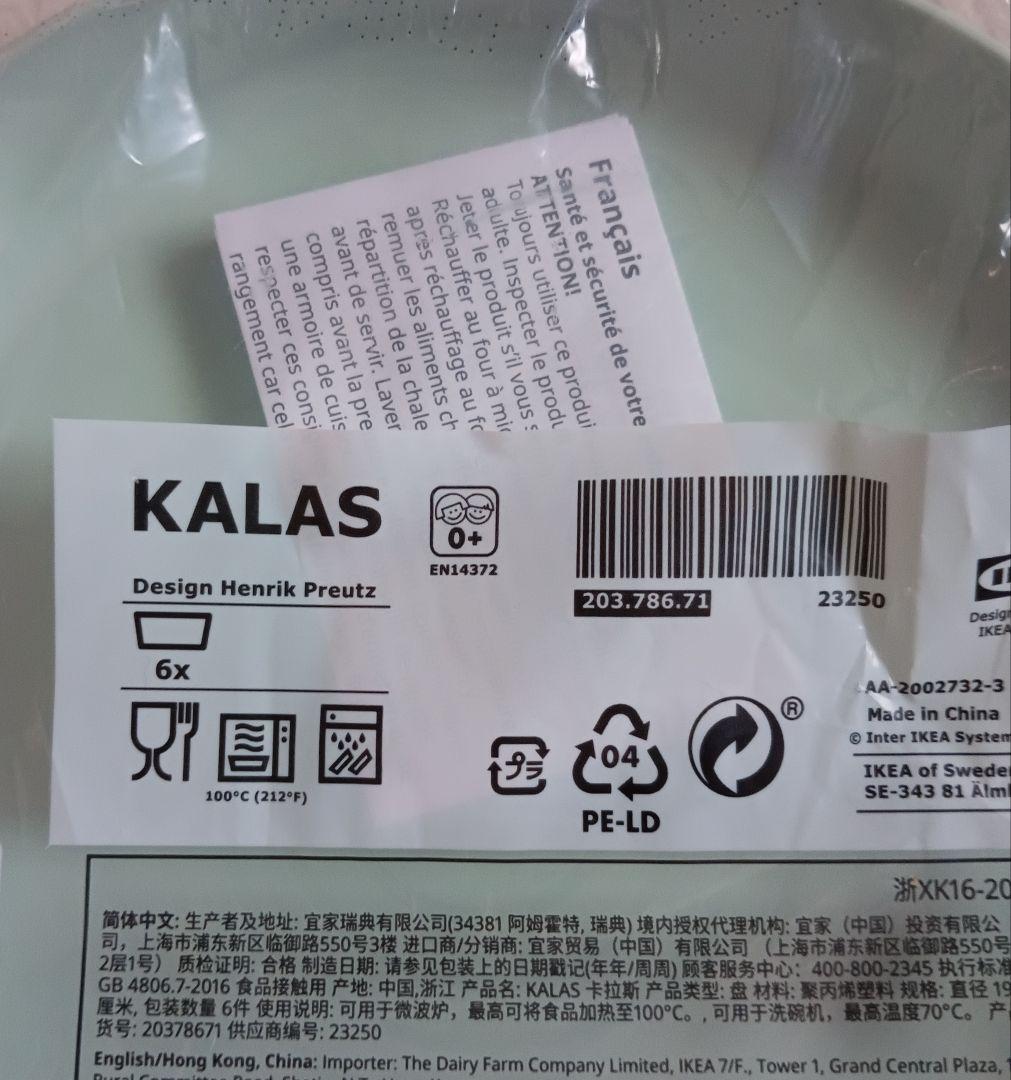 Français
Santé et sécurité de votre
ATTENTION!
Toujours utiliser ce produi
adulte. Inspecter le produ
Jeter le produit s'il vous s
Réchauffer au four à mic
après réchauffage au fo
remuer les aliments ch
répartition de la chale
avant de servir. Laver
compris avant la pre
une armoire de cuis
respecter ces consi
rangement car cel
KALAS
Design Henrik Preutz
6x
100°C (212°F)
0+
EN14372
203.786.71 23250
Design
IKEA
プラ
04
PE-LD
®
AA-2002732-3
Made in China
© Inter IKEA System
IKEA of Sweden
SE-343 81 Älml
浙XK16-20
简体中文: 生产者及地址: 宜家瑞典有限公司(34381 阿姆霍特, 瑞典) 境内授权代理机构: 宜家（中国）投资有限公
司，上海市浦东新区临御路550号3楼 进口商/分销商: 宜家贸易（中国）有限公司 （上海市浦东新区临御路550号
2层1号） 质检证明: 合格 制造日期: 请参见包装上的日期戳记(年年/周周) 顾客服务中心：400-800-2345 执行标准
GB 4806.7-2016 食品接触用 产地: 中国,浙江 产品名: KALAS 卡拉斯 产品类型: 盘 材料: 聚丙烯塑料 规格: 直径 19
厘米, 包装数量 6件 使用说明: 可用于微波炉，最高可将食品加热至100°C。, 可用于洗碗机，最高温度70°C。 产
货号: 20378671 供应商编号: 23250
English/Hong Kong, China: Importer: The Dairy Farm Company Limited, IKEA 7/F., Tower 1, Grand Central Plaza, 1